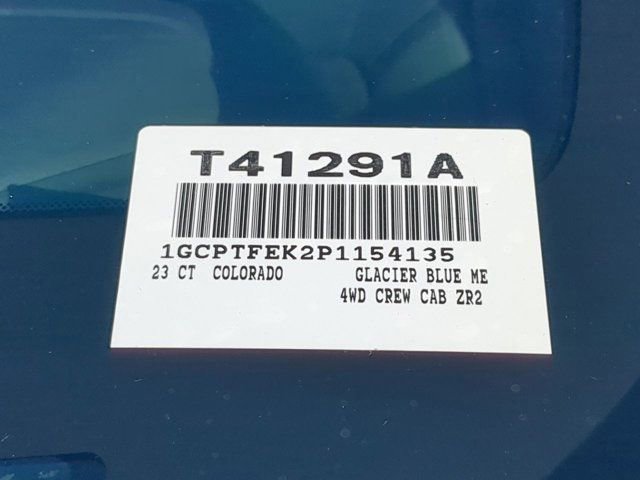 T41291A
1GCPTFEK2P1154135
23 CT COLORADO GLACIER BLUE ME
4WD CREW CAB ZR2